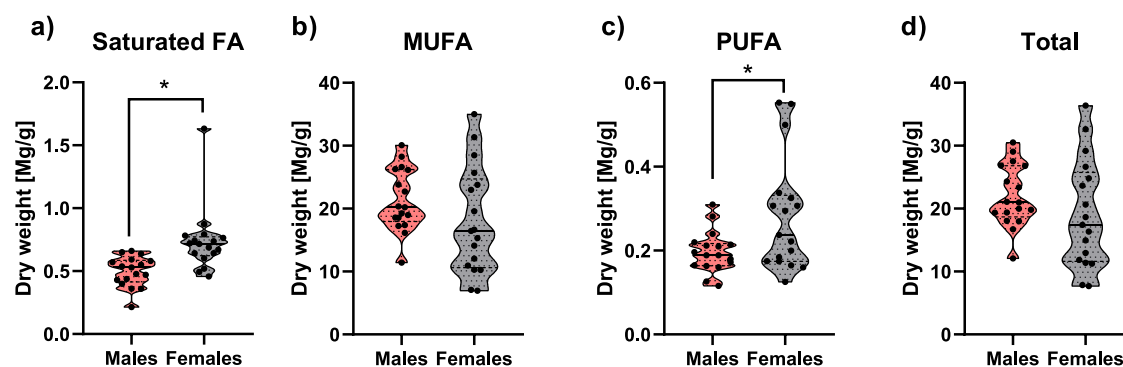 a) Saturated FA
Dry weight [Mg/g]
2.0
1.5
1.0
0.5
0.0
*
Males Females
b) MUFA
Dry weight [Mg/g]
40
30
20
10
0
Males Females
c) PUFA
Dry weight [Mg/g]
0.6
0.4
0.2
0.0
*
Males Females
d) Total
Dry weight [Mg/g]
40
30
20
10
0
Males Females